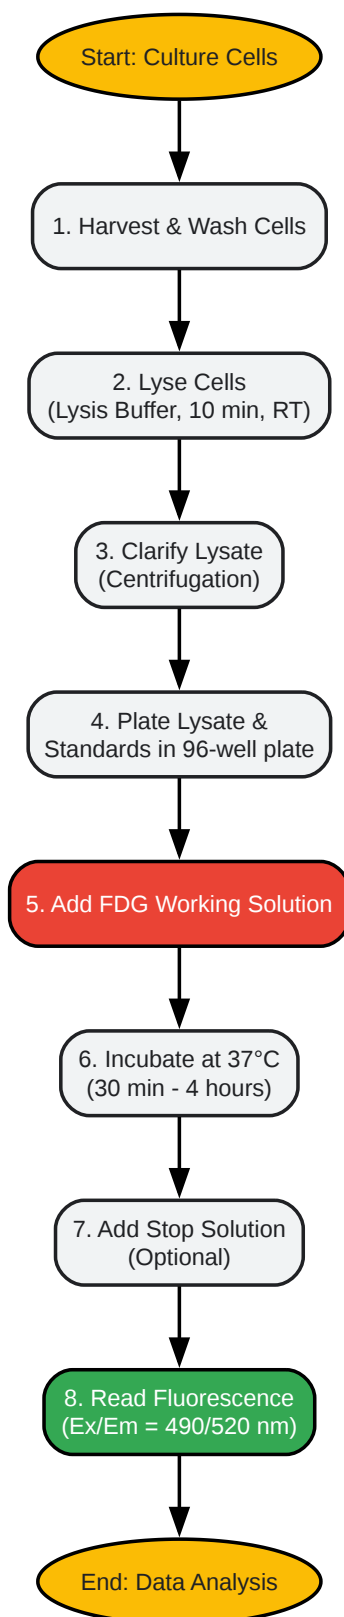 Start: Culture Cells
1. Harvest & Wash Cells
2. Lyse Cells
(Lysis Buffer, 10 min, RT)
3. Clarify Lysate
(Centrifugation)
4. Plate Lysate &
Standards in 96-well plate
5. Add FDG Working Solution
6. Incubate at 37°C
(30 min - 4 hours)
7. Add Stop Solution
(Optional)
8. Read Fluorescence
(Ex/Em = 490/520 nm)
End: Data Analysis